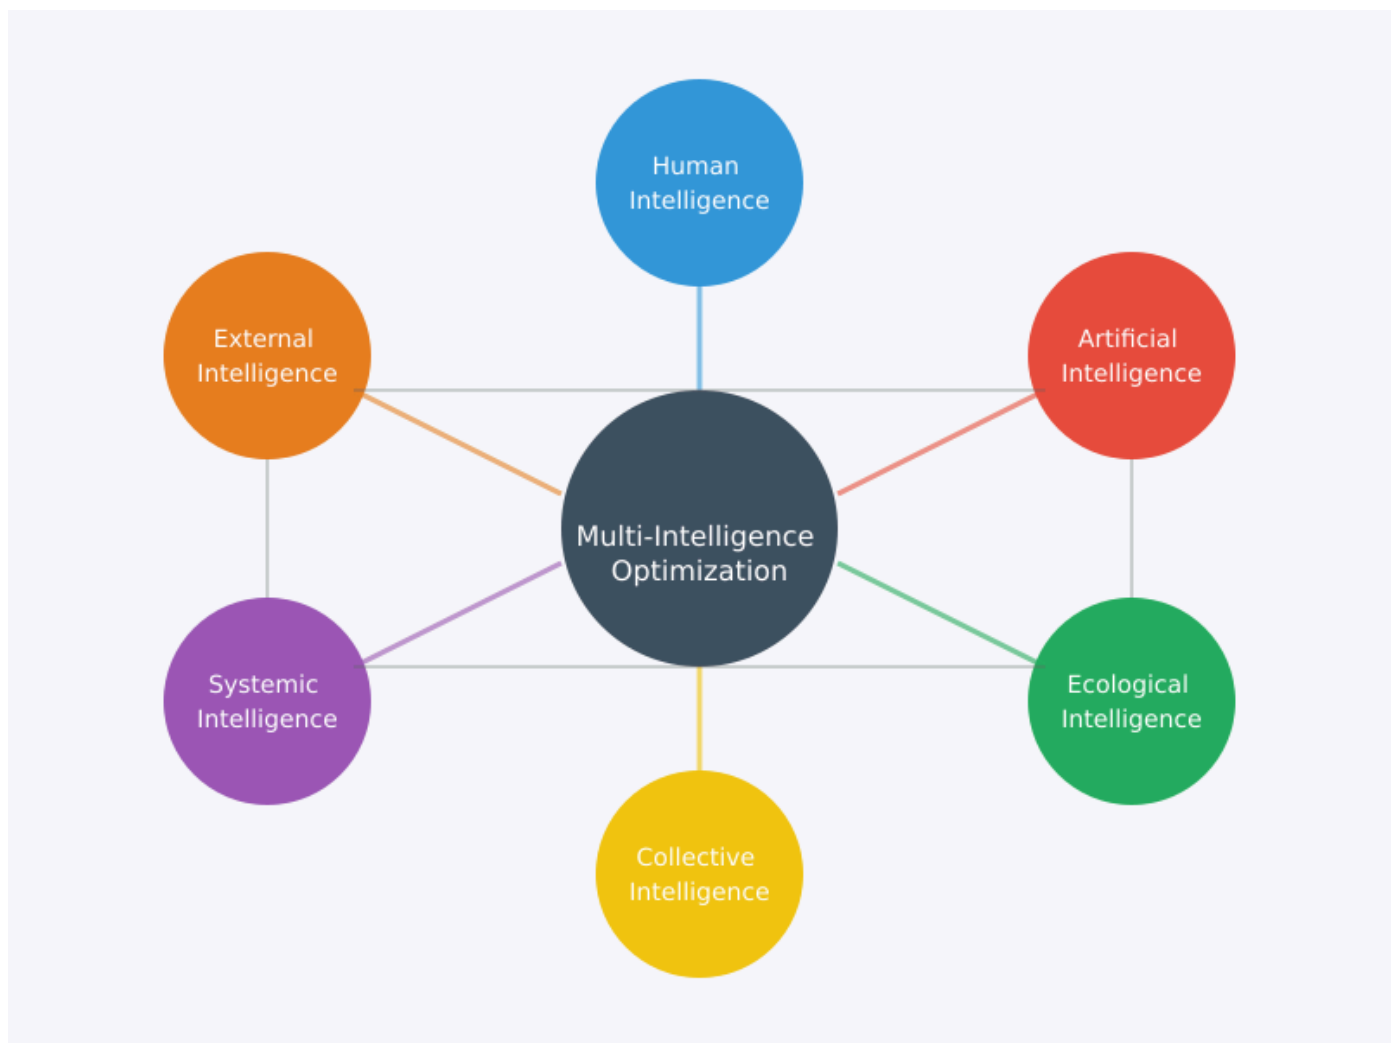 Human
Intelligence
External
Intelligence
Artificial
Intelligence
Multi-Intelligence
Optimization
Systemic
Intelligence
Ecological
Intelligence
Collective
Intelligence